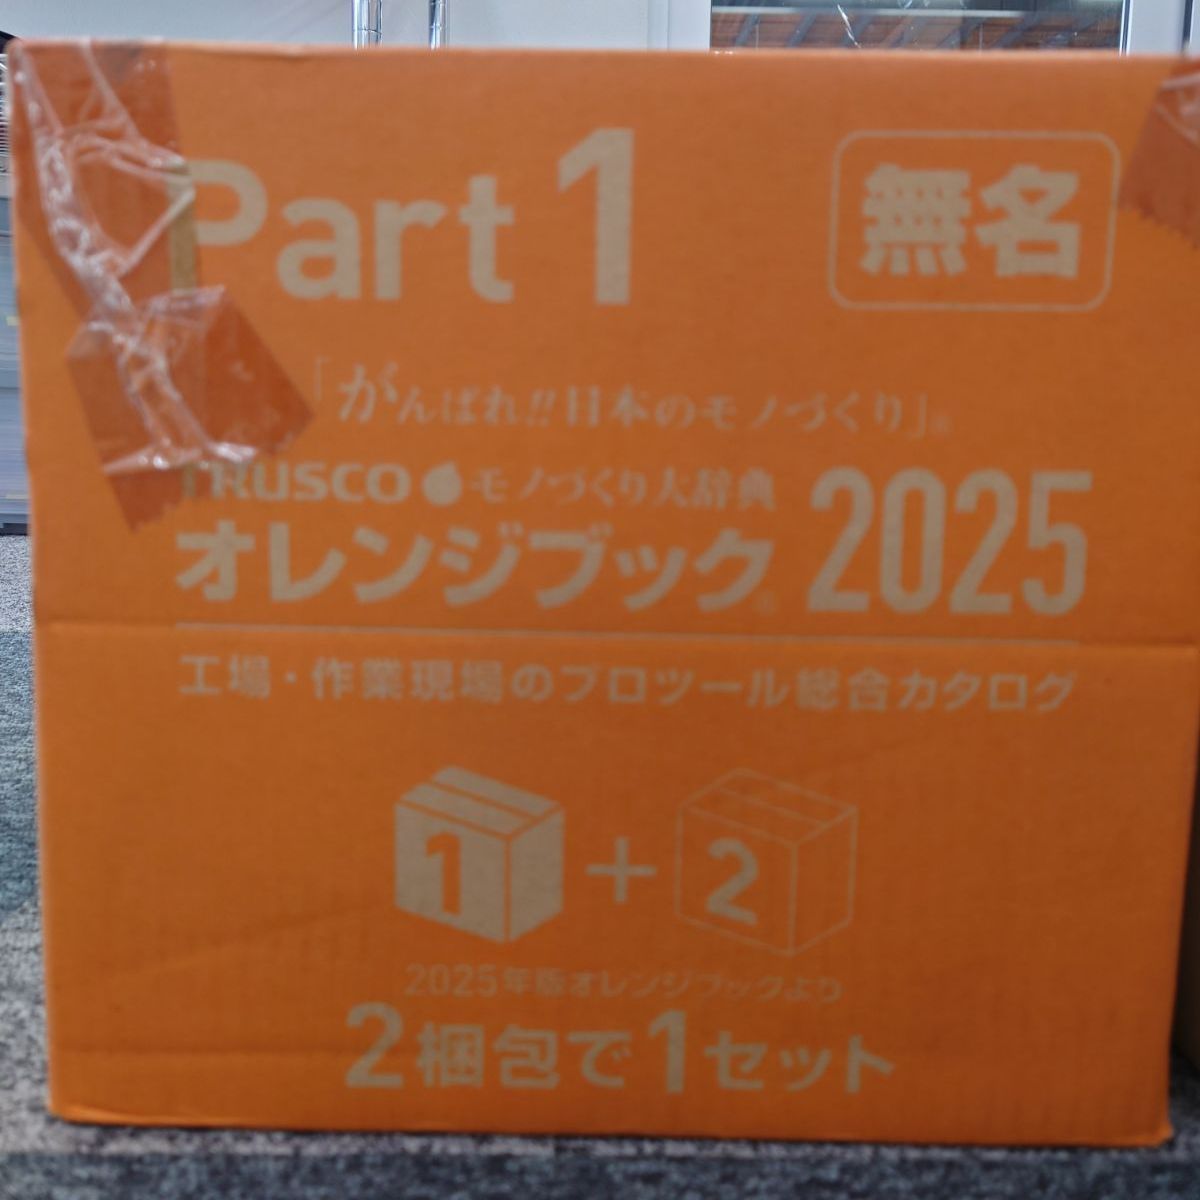 Part 1
無名
「がんばれ!!日本のモノづくり」®
TRUSCO モノづくり大辞典
オレンジブック® 2025
工場・作業現場のプロツール総合カタログ
1 + 2
2025年版オレンジブックより
2梱包で1セット